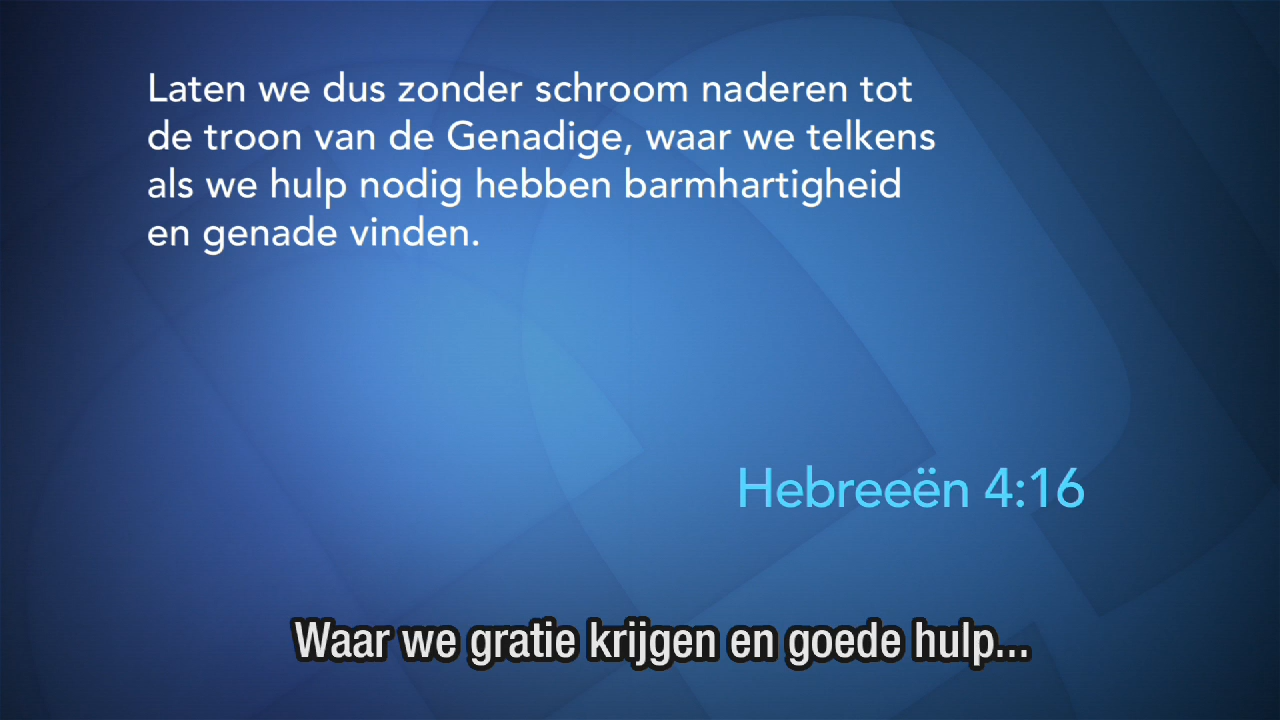 Laten we dus zonder schroom naderen tot
de troon van de Genadige, waar we telkens
als we hulp nodig hebben barmhartigheid
en genade vinden.
Hebreeën 4:16
Waar we gratie krijgen en goede hulp...